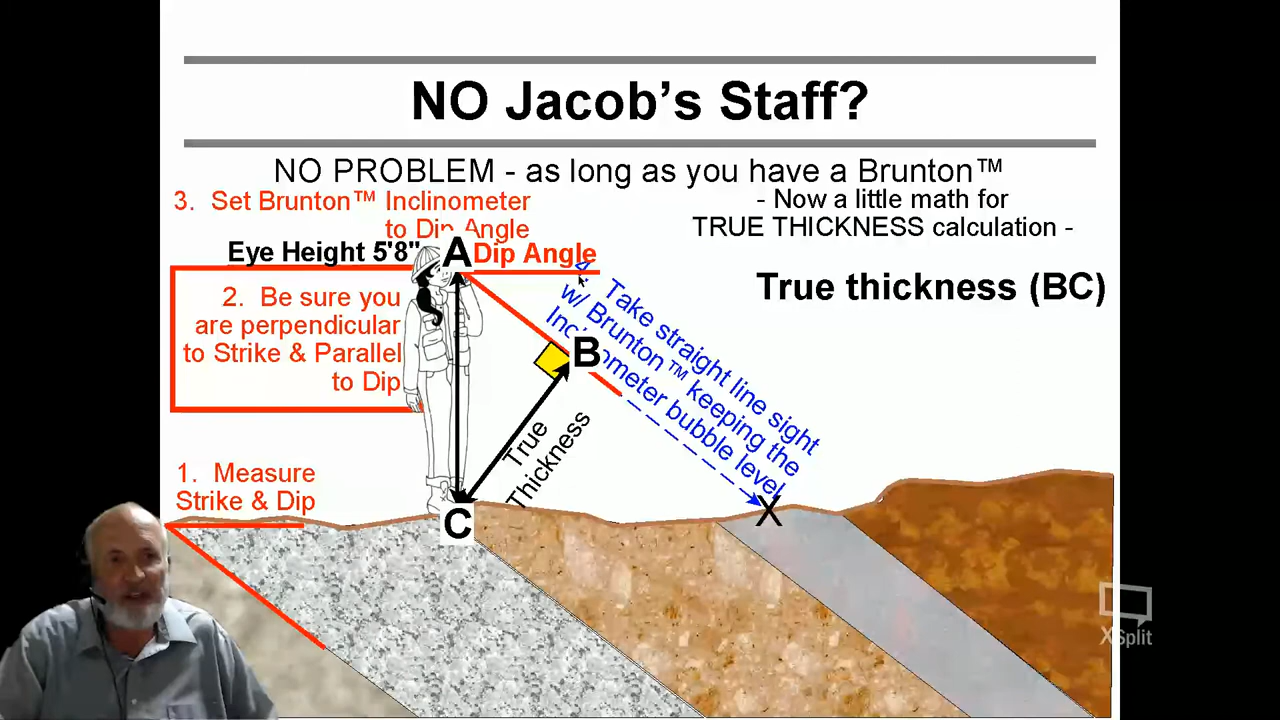 NO Jacob's Staff?
NO PROBLEM - as long as you have a Brunton™
- Now a little math for
TRUE THICKNESS calculation -
3. Set Brunton™ Inclinometer
to Dip Angle
Eye Height 5'8"
A
Dip Angle
True thickness (BC)
2. Be sure you
are perpendicular
to Strike & Parallel
to Dip
4. Take straight line sight
w/ Brunton™ keeping the
Inclinometer bubble level
B
True
Thickness
1. Measure
Strike & Dip
C
X
XSplit